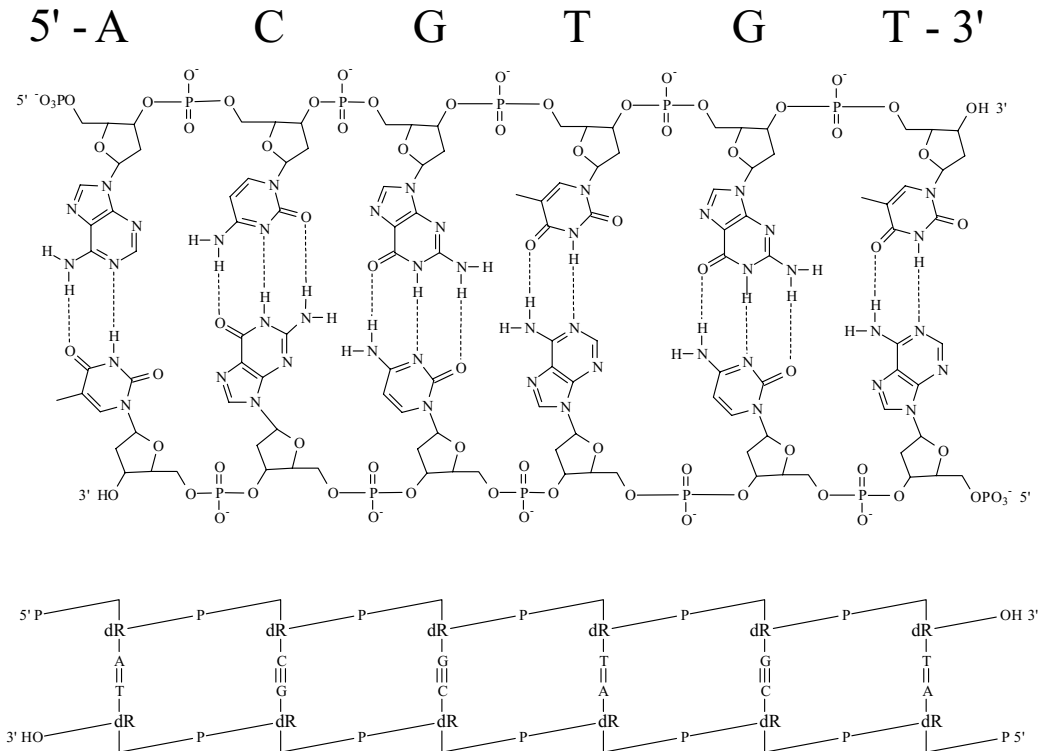 5' - A C G T G T - 3'
O⁻ O⁻ O⁻ O⁻ O⁻
5' ⁻O₃PO O P O O P O O P O O P O O P O OH 3'
O O O O O
O O O O O O
N N N N N N
N N O N N O N N O
H H N N O N H O N H
H N N H O N N H H O N N H H
H H H H H H
O H H N H H H H H
O N N O N H N H N N H N H N N
O N N H N N O N N H N N O N N
N N N N N N
O O O O O O
O O O O O
3' HO O P O O P O O P O O P O O P O OPO₃⁻ 5'
O⁻ O⁻ O⁻ O⁻ O⁻
5' P P P P P P OH 3'
dR dR dR dR dR dR
A C G T G T
T G C A C A
3' HO dR dR dR dR dR dR
P P P P P P 5'